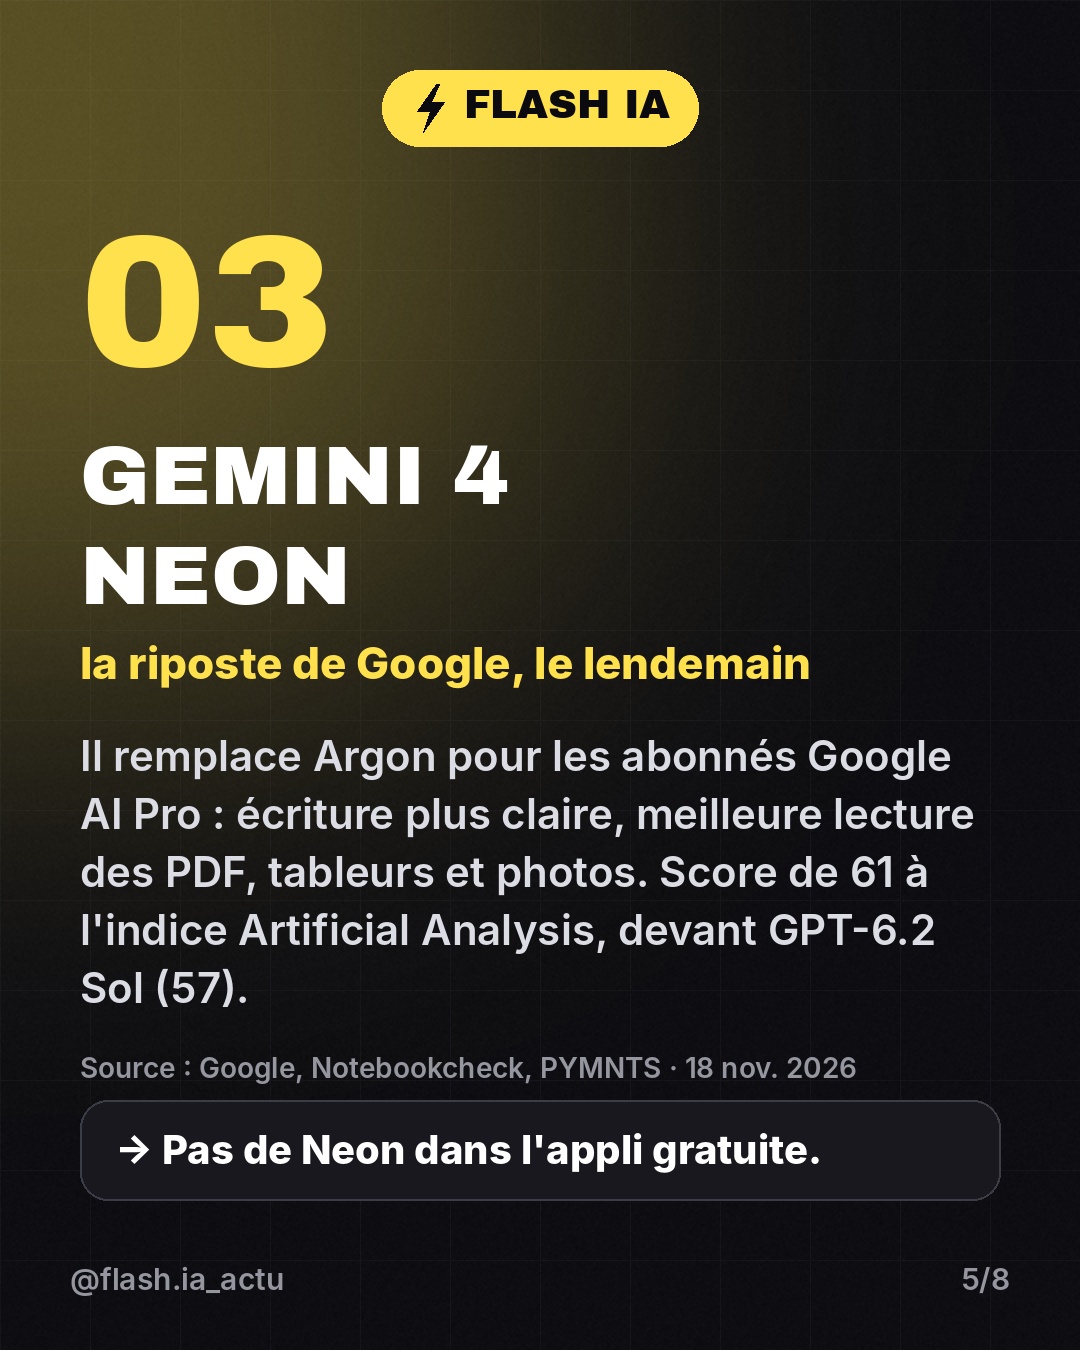 FLASH IA
03
GEMINI 4
NEON
la riposte de Google, le lendemain
Il remplace Argon pour les abonnés Google
AI Pro : écriture plus claire, meilleure lecture
des PDF, tableurs et photos. Score de 61 à
l'indice Artificial Analysis, devant GPT-6.2
Sol (57).
Source : Google, Notebookcheck, PYMNTS · 18 nov. 2026
→ Pas de Neon dans l'appli gratuite.
@flash.ia_actu
5/8